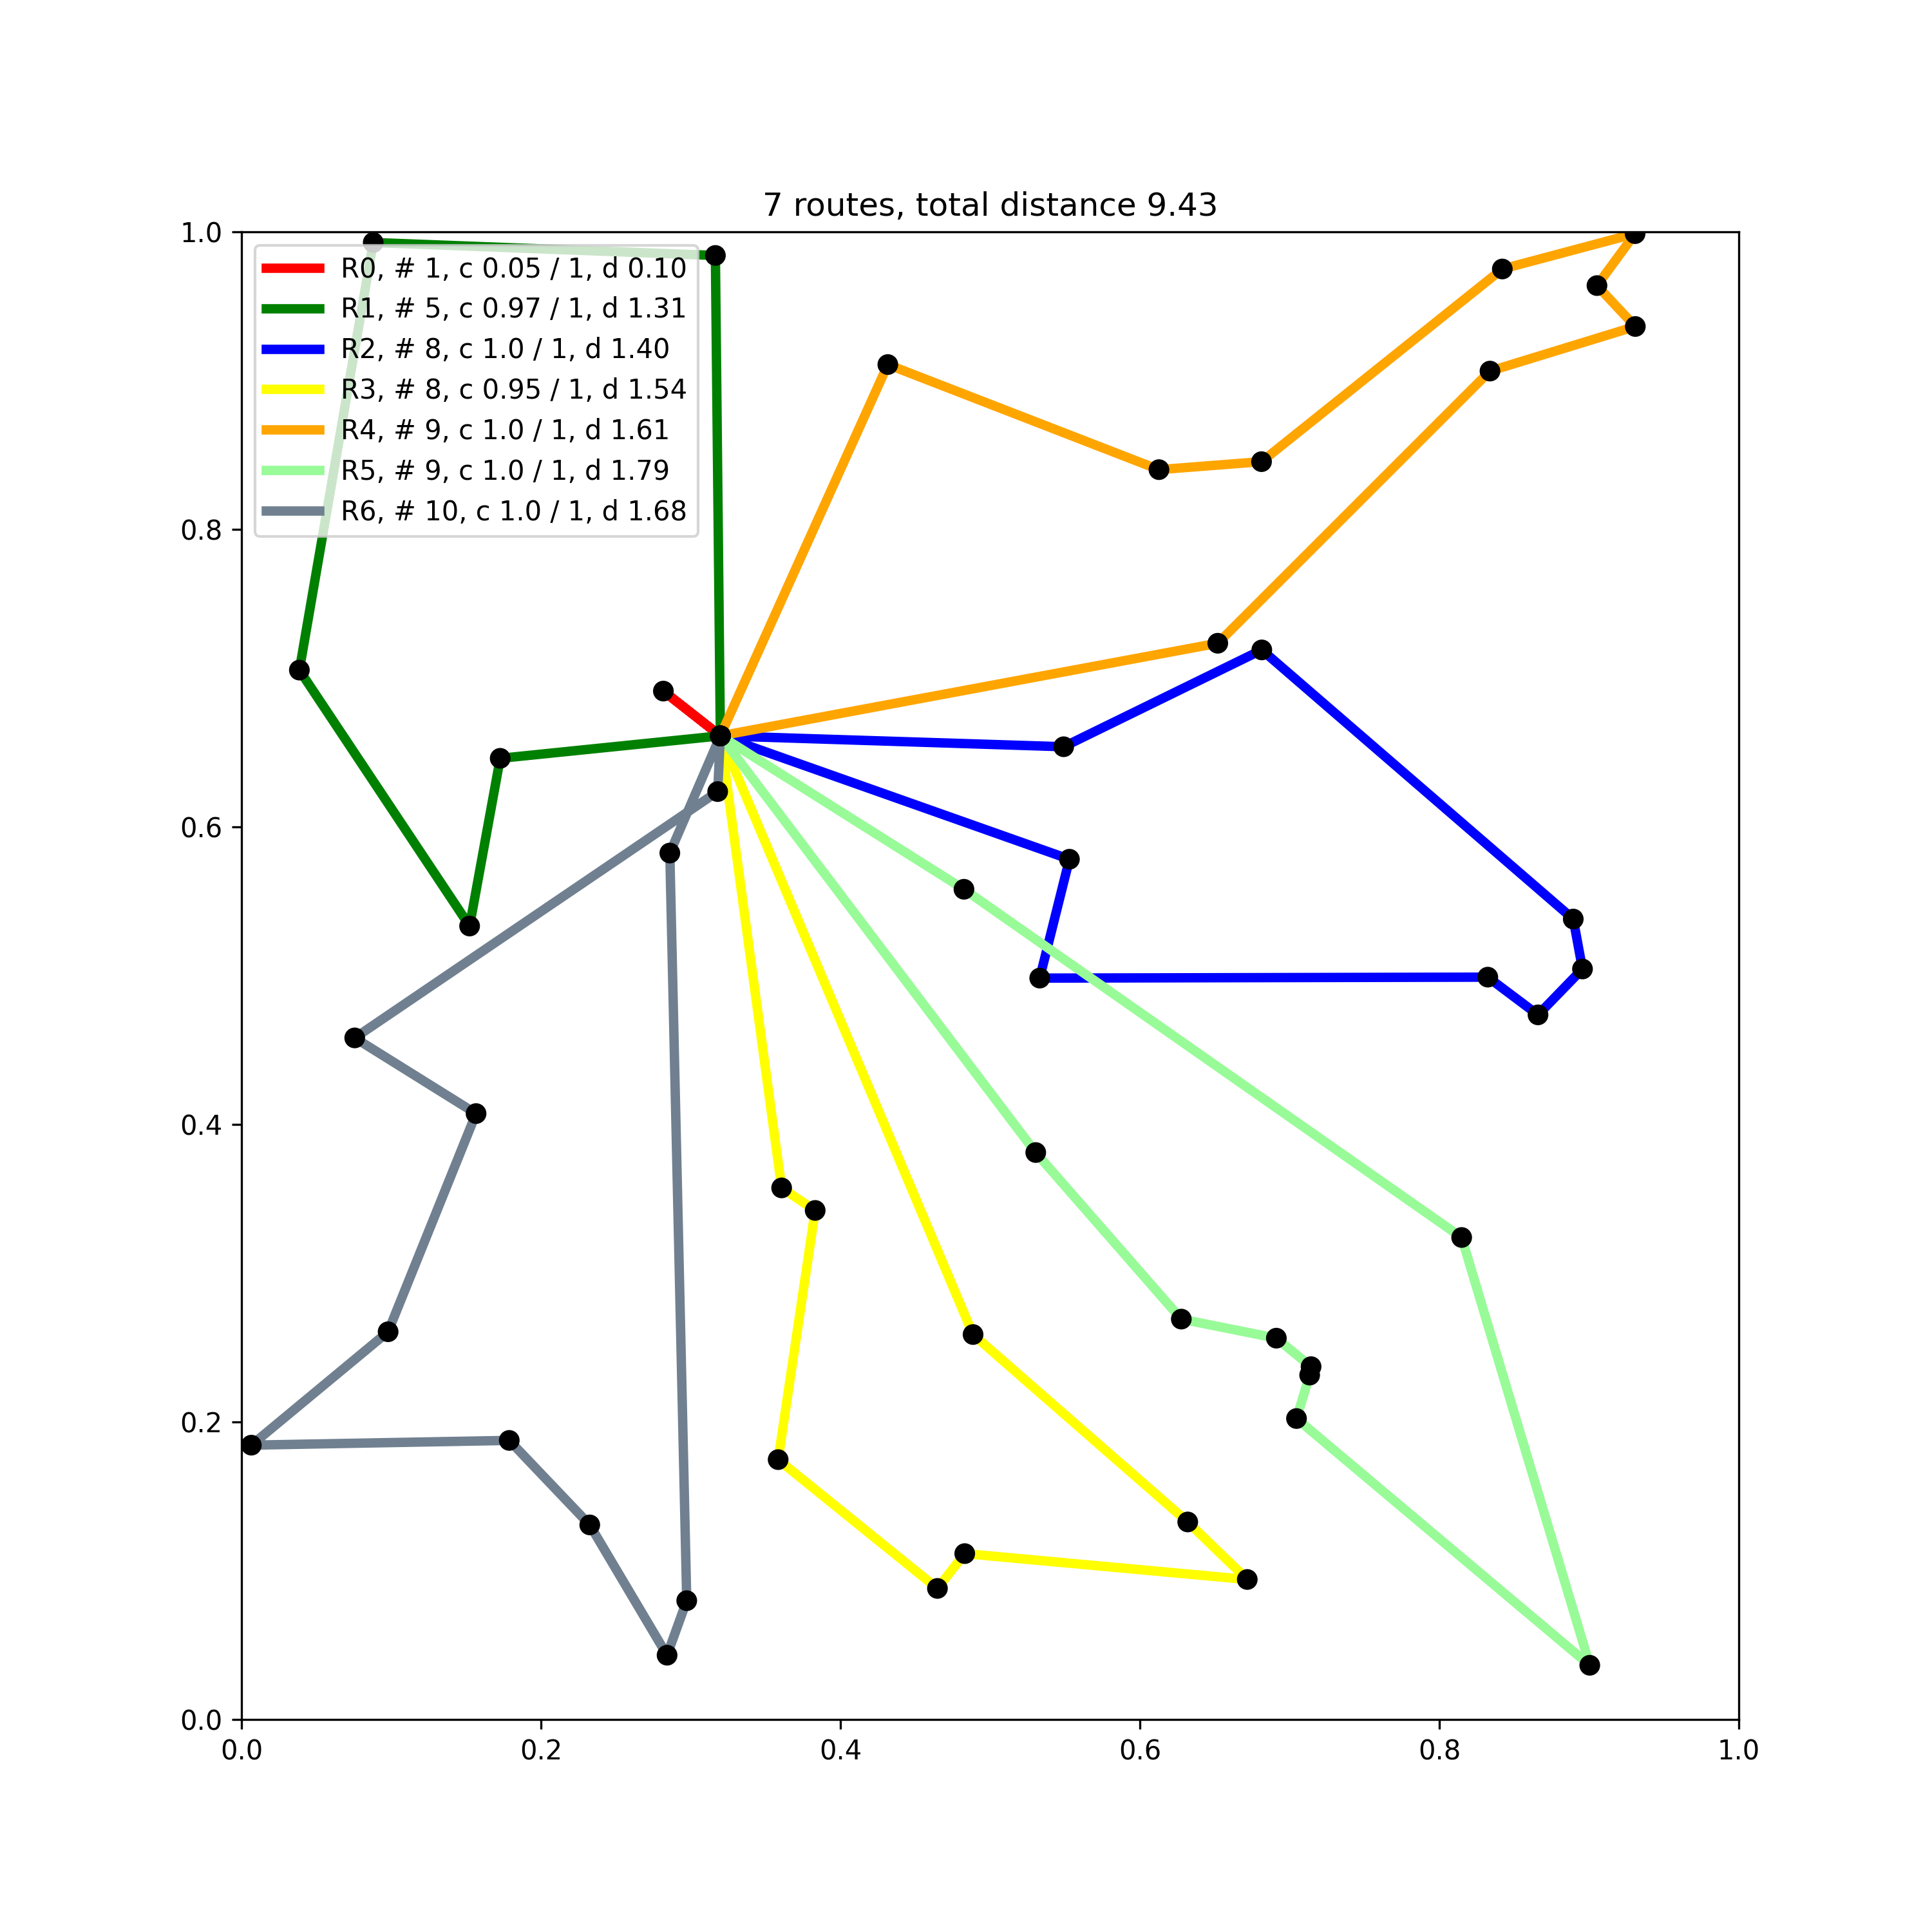 7 routes, total distance 9.43
1.0
R0, # 1, c 0.05 / 1, d 0.10
R1, # 5, c 0.97 / 1, d 1.31
R2, # 8, c 1.0 / 1, d 1.40
R3, # 8, c 0.95 / 1, d 1.54
R4, # 9, c 1.0 / 1, d 1.61
R5, # 9, c 1.0 / 1, d 1.79
R6, # 10, c 1.0 / 1, d 1.68
0.8
0.6
0.4
0.2
0.0
0.0 0.2 0.4 0.6 0.8 1.0